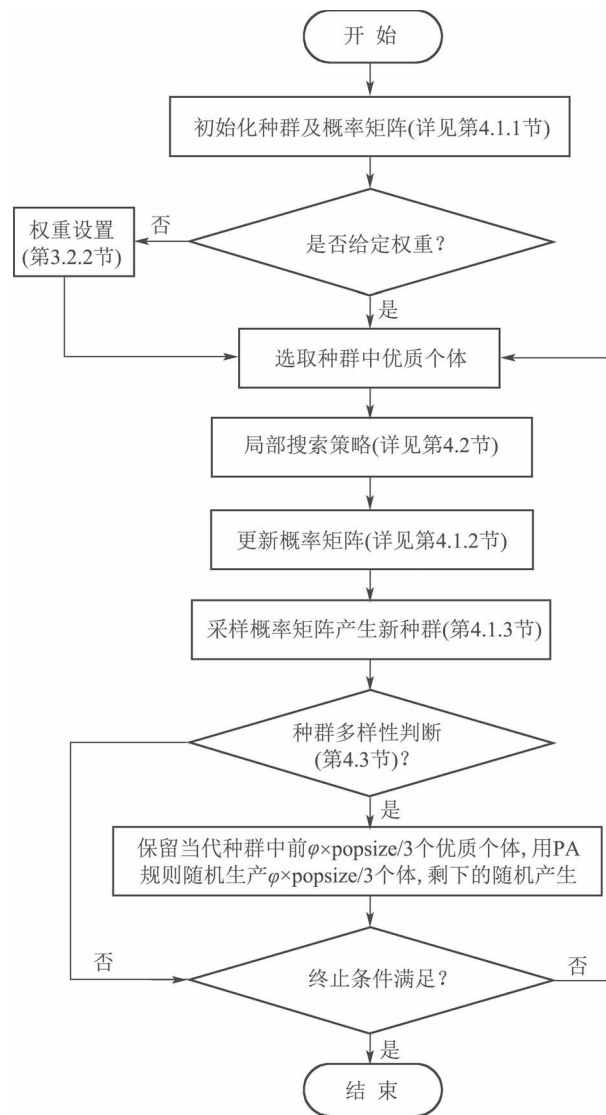 开 始
初始化种群及概率矩阵(详见第4.1.1节)
否
权重设置
(第3.2.2节)
是否给定权重?
是
选取种群中优质个体
局部搜索策略(详见第4.2节)
更新概率矩阵(详见第4.1.2节)
采样概率矩阵产生新种群(第4.1.3节)
种群多样性判断
(第4.3节)?
是
保留当代种群中前φ×popsize/3个优质个体, 用PA
规则随机生产φ×popsize/3个体, 剩下的随机产生
否
终止条件满足?
否
是
结 束